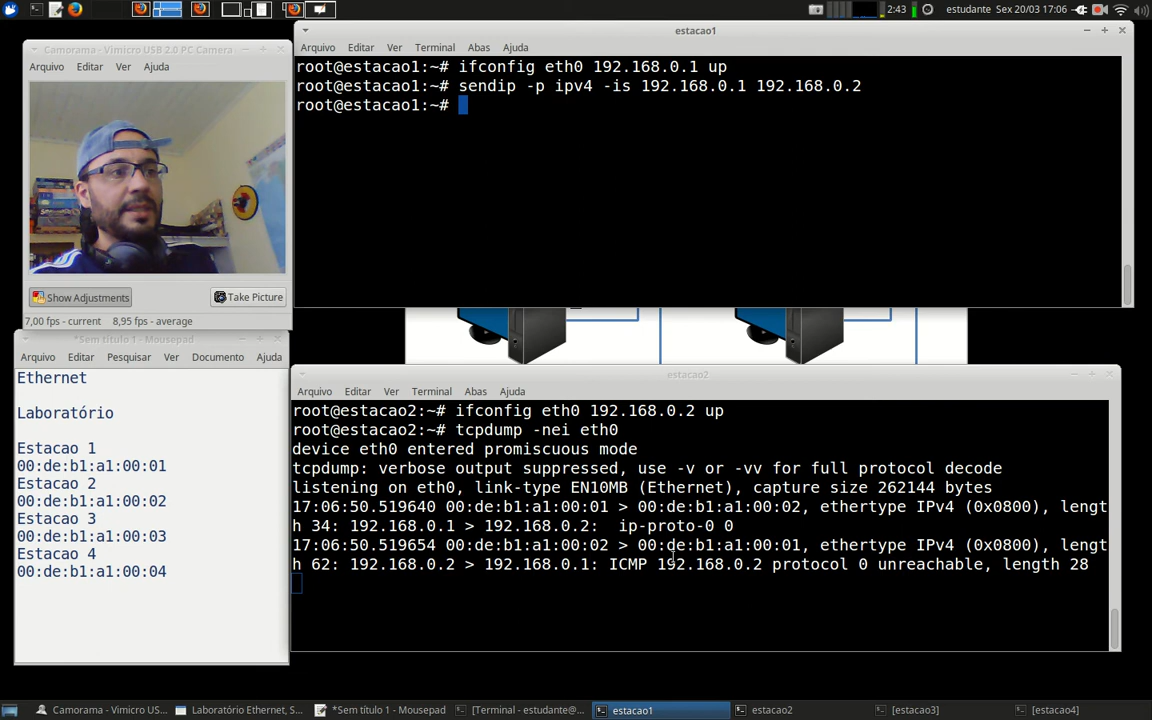 2:43
estudante Sex 20/03 17:06
Camorama - Vimicro USB 2.0 PC Camera
Arquivo Editar Ver Ajuda
Show Adjustments
Take Picture
7,00 fps - current 8,95 fps - average
estacao1
Arquivo Editar Ver Terminal Abas Ajuda
root@estacao1:~# ifconfig eth0 192.168.0.1 up
root@estacao1:~# sendip -p ipv4 -is 192.168.0.1 192.168.0.2
root@estacao1:~#
*Sem título 1 - Mousepad
Arquivo Editar Pesquisar Ver Documento Ajuda
Ethernet
Laboratório
Estacao 1
00:de:b1:a1:00:01
Estacao 2
00:de:b1:a1:00:02
Estacao 3
00:de:b1:a1:00:03
Estacao 4
00:de:b1:a1:00:04
estacao2
Arquivo Editar Ver Terminal Abas Ajuda
root@estacao2:~# ifconfig eth0 192.168.0.2 up
root@estacao2:~# tcpdump -nei eth0
device eth0 entered promiscuous mode
tcpdump: verbose output suppressed, use -v or -vv for full protocol decode
listening on eth0, link-type EN10MB (Ethernet), capture size 262144 bytes
17:06:50.519640 00:de:b1:a1:00:01 > 00:de:b1:a1:00:02, ethertype IPv4 (0x0800), lengt
h 34: 192.168.0.1 > 192.168.0.2:  ip-proto-0 0
17:06:50.519654 00:de:b1:a1:00:02 > 00:de:b1:a1:00:01, ethertype IPv4 (0x0800), lengt
h 62: 192.168.0.2 > 192.168.0.1: ICMP 192.168.0.2 protocol 0 unreachable, length 28
Camorama - Vimicro US...
Laboratório Ethernet, S...
*Sem título 1 - Mousepad
[Terminal - estudante@...
estacao1
estacao2
[estacao3]
[estacao4]